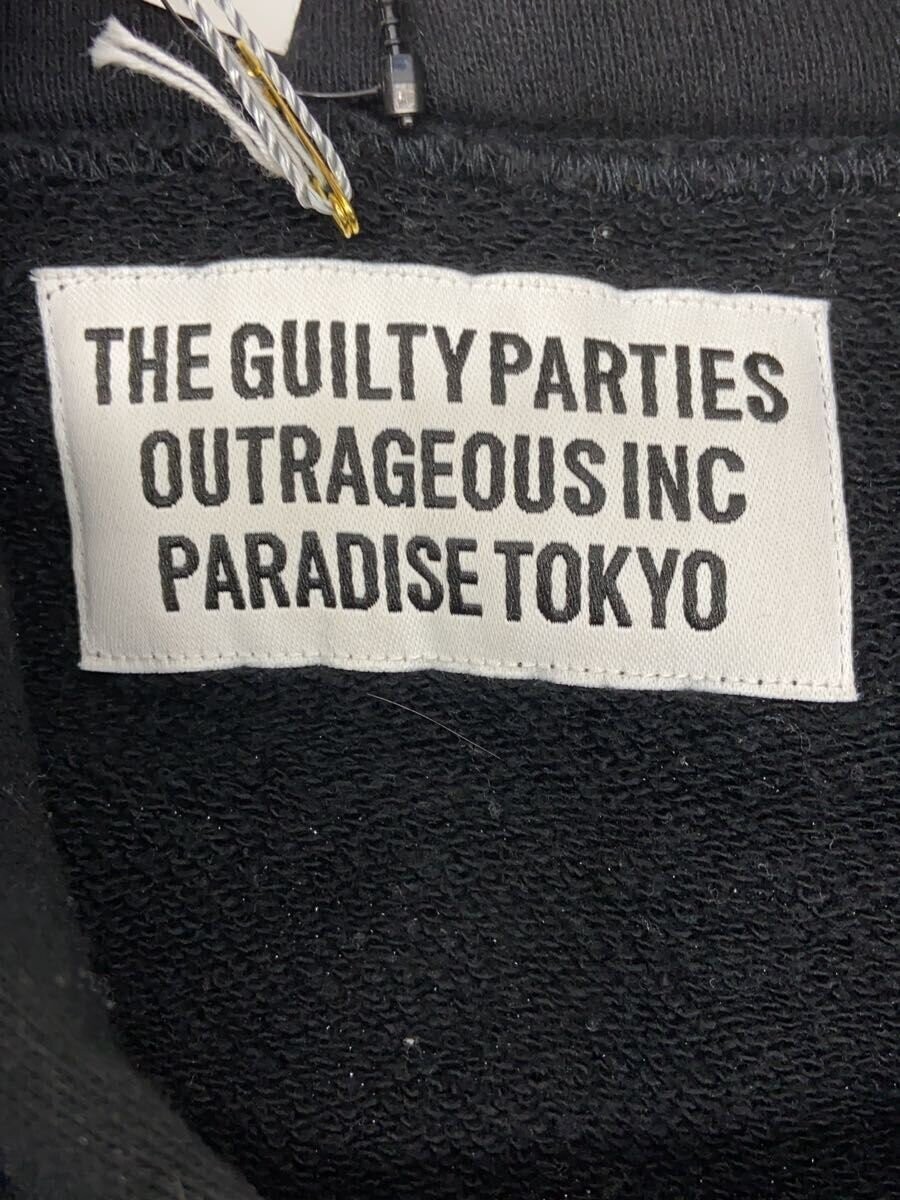 THE GUILTY PARTIES
OUTRAGEOUS INC
PARADISE TOKYO